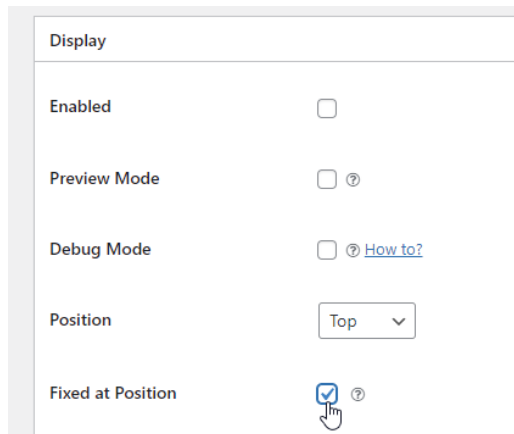 Display
Enabled
Preview Mode
Debug Mode How to?
Position Top
Fixed at Position